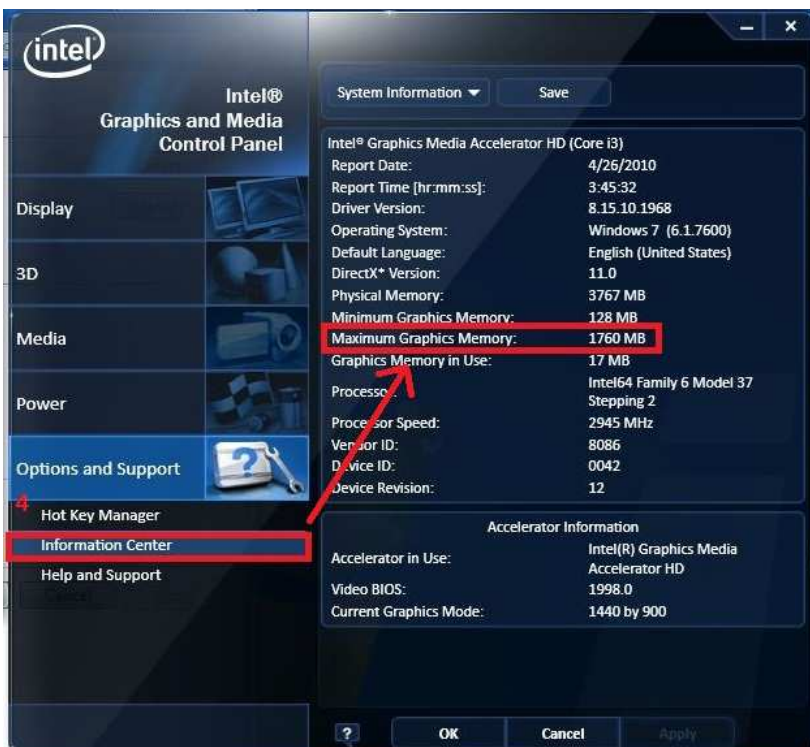 intel
Intel®
Graphics and Media
Control Panel
Display
3D
Media
Power
Options and Support
4
Hot Key Manager
Information Center
Help and Support
System Information
Save
Intel® Graphics Media Accelerator HD (Core i3)
Report Date: 4/26/2010
Report Time [hr:mm:ss]: 3:45:32
Driver Version: 8.15.10.1968
Operating System: Windows 7 (6.1.7600)
Default Language: English (United States)
DirectX* Version: 11.0
Physical Memory: 3767 MB
Minimum Graphics Memory: 128 MB
Maximum Graphics Memory: 1760 MB
Graphics Memory in Use: 17 MB
Processor: Intel64 Family 6 Model 37
Stepping 2
Processor Speed: 2945 MHz
Vendor ID: 8086
Device ID: 0042
Device Revision: 12
Accelerator Information
Accelerator in Use: Intel(R) Graphics Media
Accelerator HD
Video BIOS: 1998.0
Current Graphics Mode: 1440 by 900
?
OK
Cancel
Apply